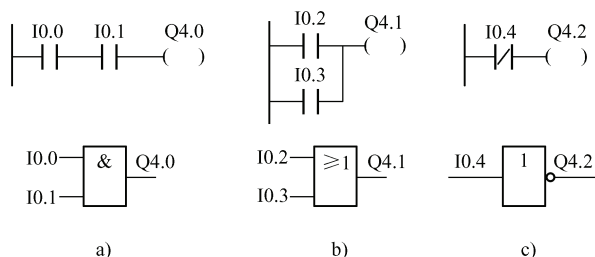 I0.0 I0.1 Q4.0
I0.2 Q4.1
I0.3
I0.4 Q4.2
I0.0 & Q4.0
I0.1
I0.2 ≥1 Q4.1
I0.3
I0.4 1 Q4.2
a) b) c)